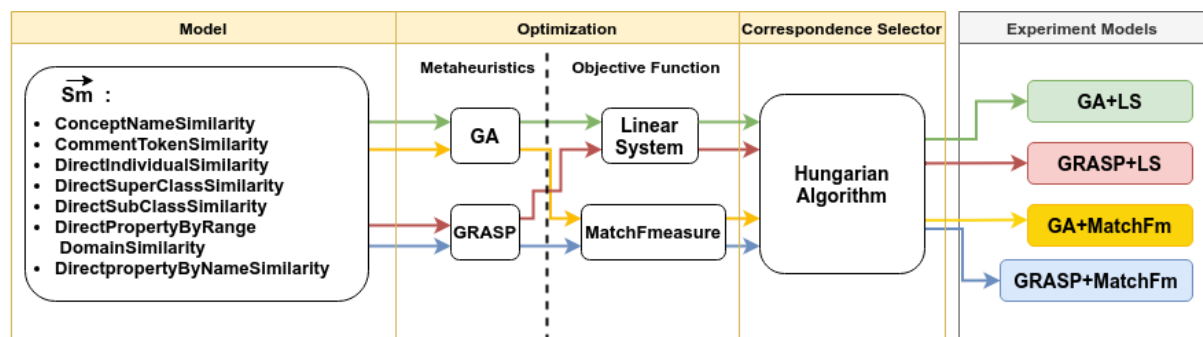 Model
Optimization
Correspondence Selector
Experiment Models
Metaheuristics
Objective Function
Sm :
• ConceptNameSimilarity
• CommentTokenSimilarity
• DirectIndividualSimilarity
• DirectSuperClassSimilarity
• DirectSubClassSimilarity
• DirectPropertyByRange
DomainSimilarity
• DirectpropertyByNameSimilarity
GA
GRASP
Linear
System
MatchFmeasure
Hungarian
Algorithm
GA+LS
GRASP+LS
GA+MatchFm
GRASP+MatchFm